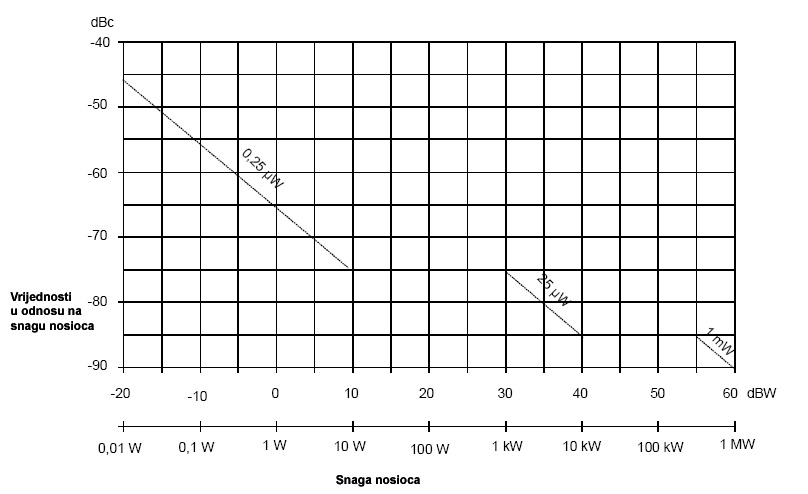 dBc
-40
-50
-60
-70
-80
-90
0,25 µW
25 µW
1 mW
Vrijednosti
u odnosu na
snagu nosioca
-20 -10 0 10 20 30 40 50 60 dBW
0,01 W 0,1 W 1 W 10 W 100 W 1 kW 10 kW 100 kW 1 MW
Snaga nosioca